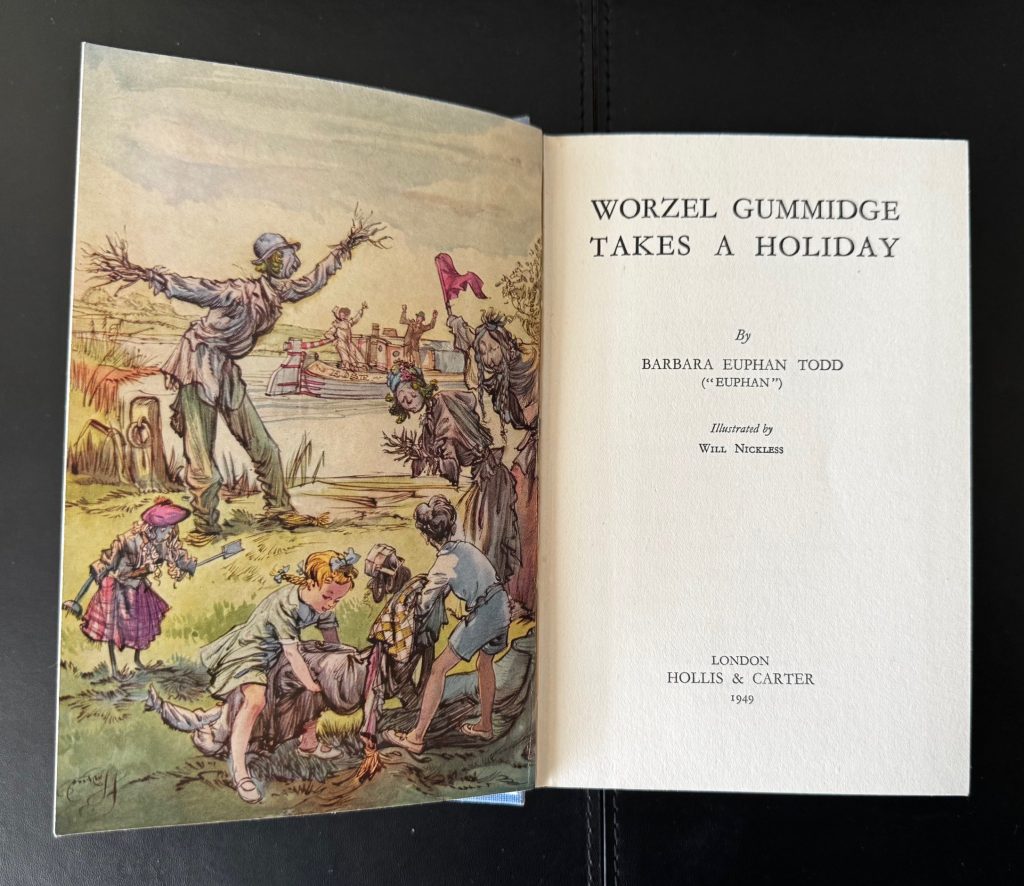 WORZEL GUMMIDGE
TAKES A HOLIDAY
By
BARBARA EUPHAN TODD
("EUPHAN")
Illustrated by
WILL NICKLESS
LONDON
HOLLIS & CARTER
1949